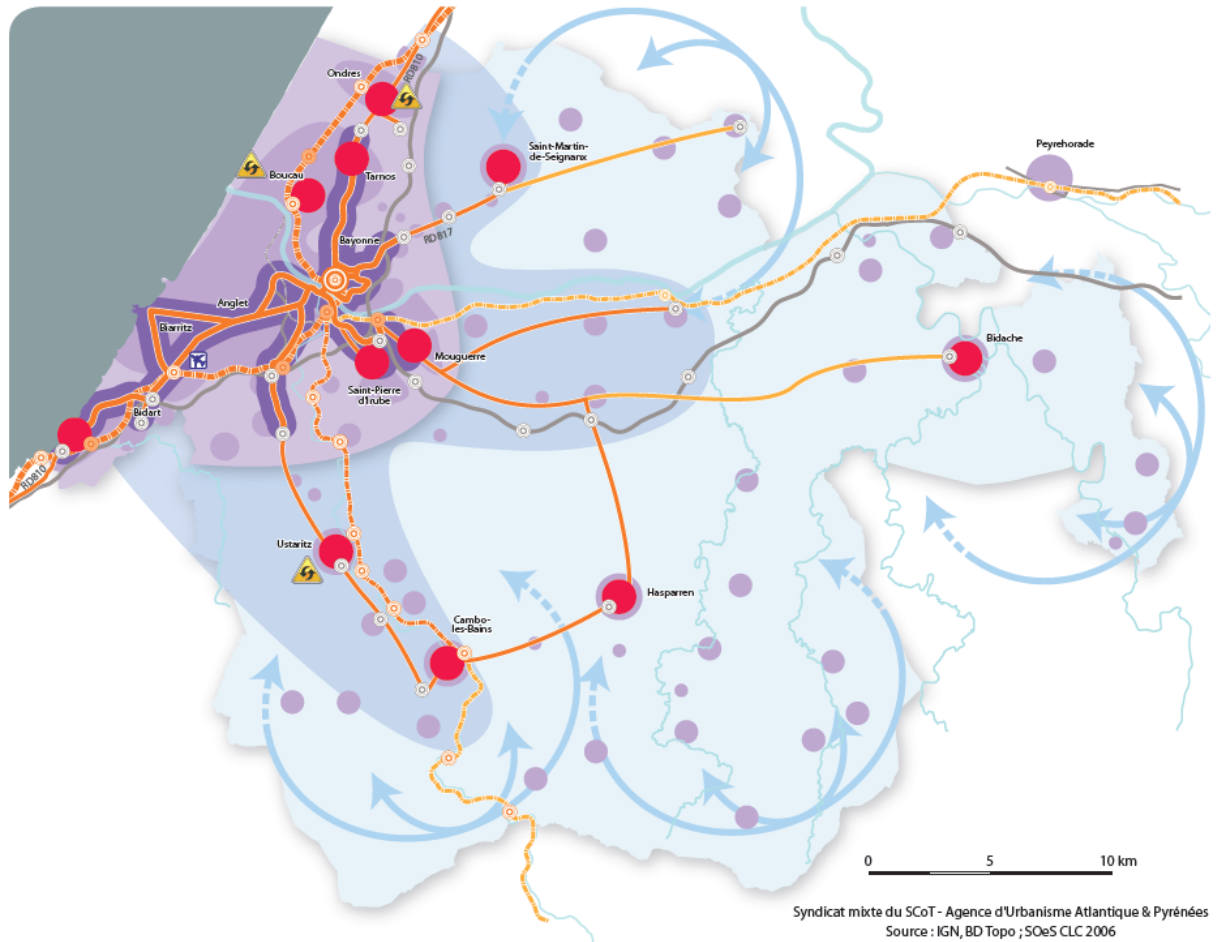 Ondres
RD810
Saint-Martin-
de-Seignanx
Peyrehorade
Boucau
Tarnos
Bayonne
RD817
Anglet
Biarritz
Bidache
Mouguerre
Saint-Pierre
d'Irube
Bidart
RD810
Ustaritz
Hasparren
Cambo-
les-Bains
0 5 10 km
Syndicat mixte du SCoT - Agence d'Urbanisme Atlantique & Pyrénées
Source : IGN, BD Topo ; SOeS CLC 2006